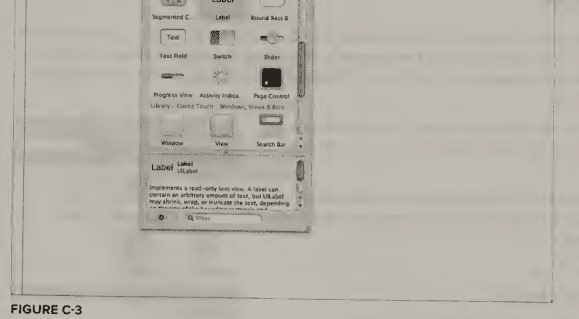 Segmented C...
Label
Label
Round Rect B
Text
Text Field
Switch
Slider
Progress View
Activity Indica...
Page Control
Library - Cocoa Touch - Windows, Views & Bars
Window
View
Search Bar
Label
Label
UILabel
Implements a read-only text view. A label can
contain an arbitrary amount of text, but UILabel
may shrink, wrap, or truncate the text, depending
Filter
FIGURE C-3